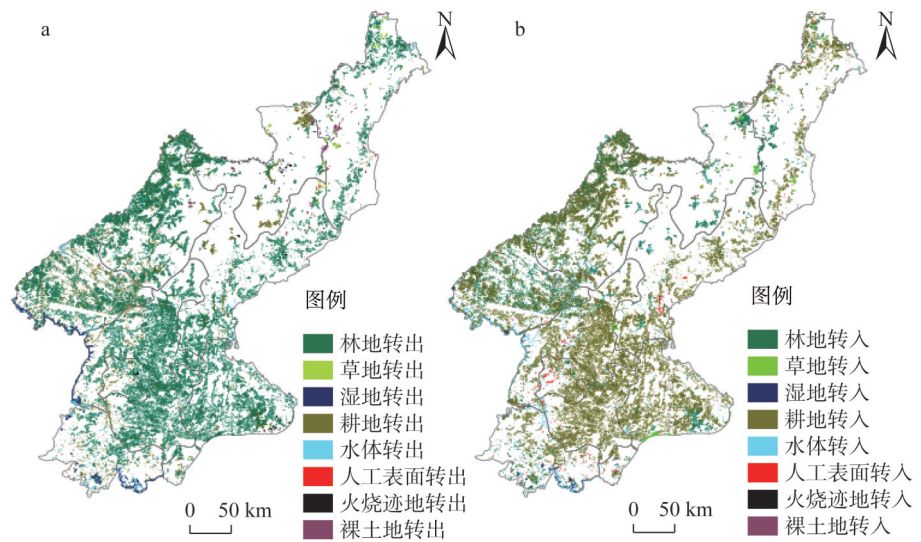 a
N
图例
林地转出
草地转出
湿地转出
耕地转出
水体转出
人工表面转出
火烧迹地转出
裸土地转出
0 50 km
b
N
图例
林地转入
草地转入
湿地转入
耕地转入
水体转入
人工表面转入
火烧迹地转入
裸土地转入
0 50 km